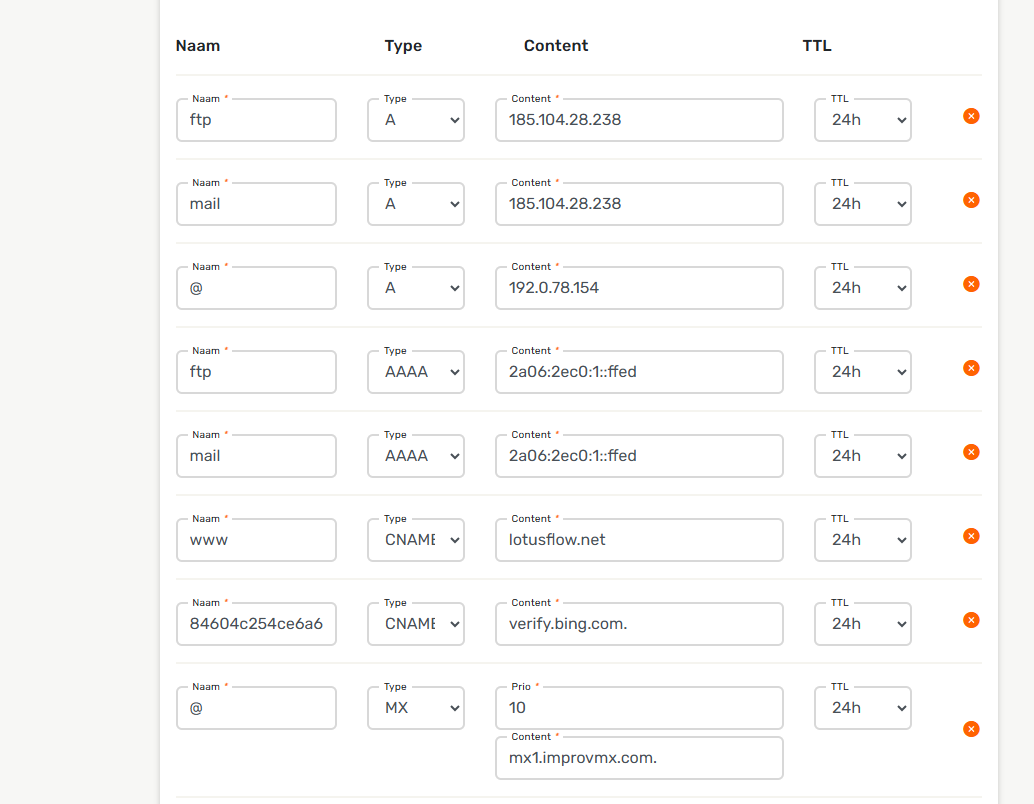 Naam Type Content TTL
Naam * Type Content * TTL
ftp A 185.104.28.238 24h
Naam * Type Content * TTL
mail A 185.104.28.238 24h
Naam * Type Content * TTL
@ A 192.0.78.154 24h
Naam * Type Content * TTL
ftp AAAA 2a06:2ec0:1::ffed 24h
Naam * Type Content * TTL
mail AAAA 2a06:2ec0:1::ffed 24h
Naam * Type Content * TTL
www CNAME lotusflow.net 24h
Naam * Type Content * TTL
84604c254ce6a6 CNAME verify.bing.com. 24h
Naam * Type Prio * TTL
@ MX 10 24h
Content *
mx1.improvmx.com.